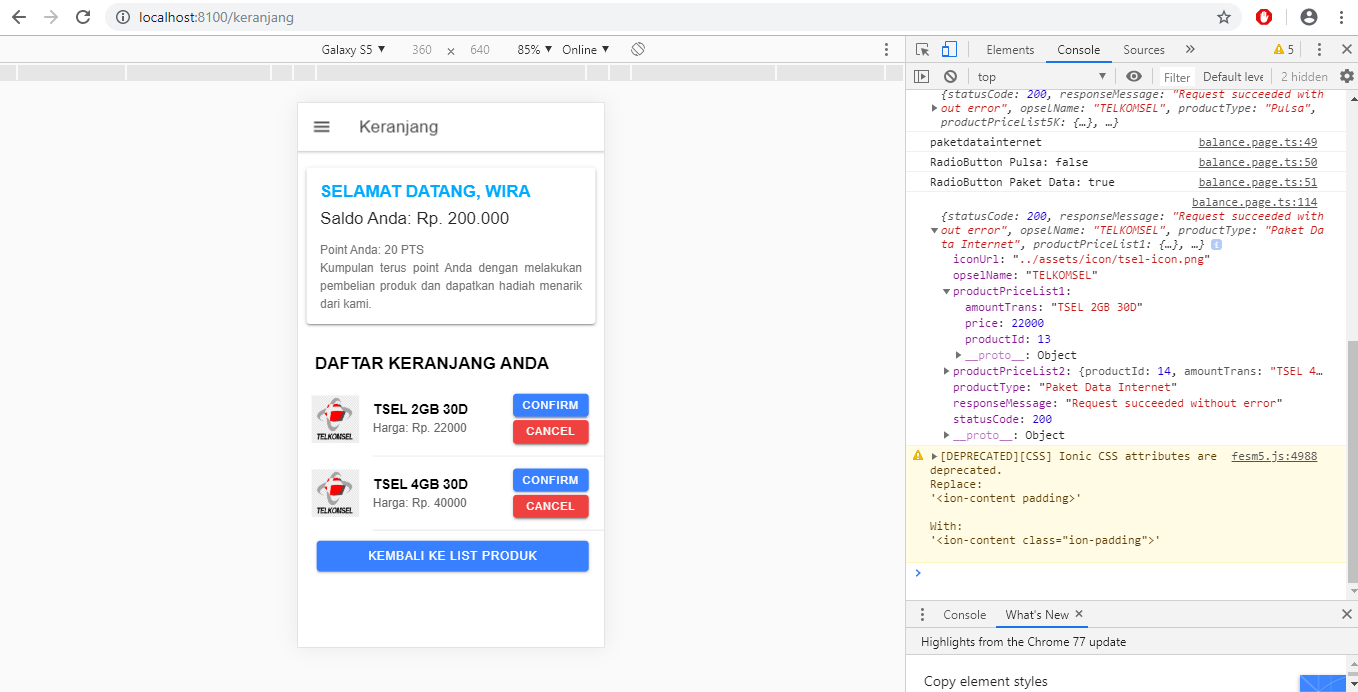 localhost:8100/keranjang
Galaxy S5 ▼ 360 × 640 85% ▼ Online ▼
Elements Console Sources » 5
top ▼ Filter Default leve 2 hidden
Keranjang
SELAMAT DATANG, WIRA
Saldo Anda: Rp. 200.000
Point Anda: 20 PTS
Kumpulan terus point Anda dengan melakukan
pembelian produk dan dapatkan hadiah menarik
dari kami.
DAFTAR KERANJANG ANDA
TELKOMSEL
TSEL 2GB 30D
Harga: Rp. 22000
CONFIRM
CANCEL
TELKOMSEL
TSEL 4GB 30D
Harga: Rp. 40000
CONFIRM
CANCEL
KEMBALI KE LIST PRODUK
{statusCode: 200, responseMessage: "Request succeeded with
out error", opselName: "TELKOMSEL", productType: "Pulsa",
productPriceList5K: {…}, …}
paketdatainternet balance.page.ts:49
RadioButton Pulsa: false balance.page.ts:50
RadioButton Paket Data: true balance.page.ts:51
balance.page.ts:114
{statusCode: 200, responseMessage: "Request succeeded with
out error", opselName: "TELKOMSEL", productType: "Paket Da
ta Internet", productPriceList1: {…}, …} i
iconUrl: "../assets/icon/tsel-icon.png"
opselName: "TELKOMSEL"
productPriceList1:
amountTrans: "TSEL 2GB 30D"
price: 22000
productId: 13
__proto__: Object
productPriceList2: {productId: 14, amountTrans: "TSEL 4…
productType: "Paket Data Internet"
responseMessage: "Request succeeded without error"
statusCode: 200
__proto__: Object
[DEPRECATED][CSS] Ionic CSS attributes are fesm5.js:4988
deprecated.
Replace:
'<ion-content padding>'
With:
'<ion-content class="ion-padding">'
Console What's New ×
Highlights from the Chrome 77 update
Copy element styles